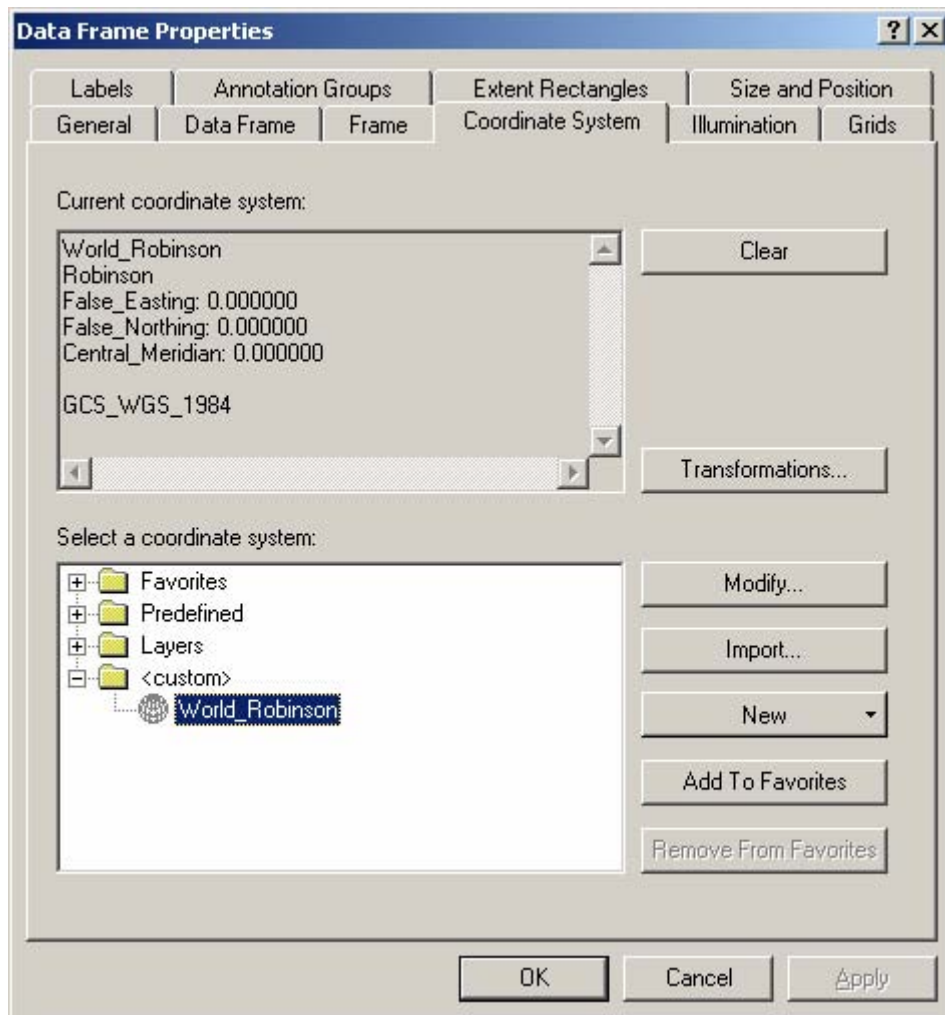 Data Frame Properties
Labels
Annotation Groups
Extent Rectangles
Size and Position
General
Data Frame
Frame
Coordinate System
Illumination
Grids
Current coordinate system:
World_Robinson
Robinson
False_Easting: 0.000000
False_Northing: 0.000000
Central_Meridian: 0.000000
GCS_WGS_1984
Clear
Transformations...
Select a coordinate system:
Favorites
Predefined
Layers
<custom>
World_Robinson
Modify...
Import...
New
Add To Favorites
Remove From Favorites
OK
Cancel
Apply